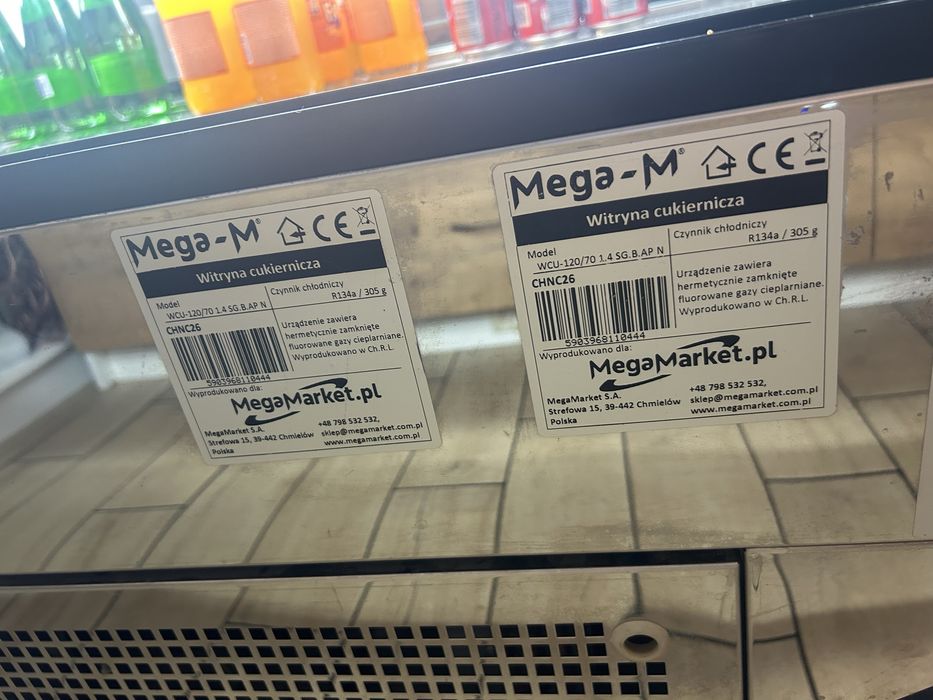 Mega-M® CE
Witryna cukiernicza
Model
WCU-120/70 1.4 SG.B.AP N
Czynnik chłodniczy
R134a / 305 g
CHNC26
5903968110444
Urządzenie zawiera
hermetycznie zamknięte
fluorowane gazy cieplarniane.
Wyprodukowano w Ch.R.L.
Wyprodukowano dla:
MegaMarket.pl
MegaMarket S.A.
Strefowa 15, 39-442 Chmielów
Polska
+48 798 532 532,
sklep@megamarket.com.pl
www.megamarket.com.pl
Mega-M® CE
Witryna cukiernicza
Model
WCU-120/70 1.4 SG.B.AP N
Czynnik chłodniczy
R134a / 305 g
CHNC26
5903968110444
Urządzenie zawiera
hermetycznie zamknięte
fluorowane gazy cieplarniane.
Wyprodukowano w Ch.R.L.
Wyprodukowano dla:
MegaMarket.pl
MegaMarket S.A.
Strefowa 15, 39-442 Chmielów
Polska
+48 798 532 532,
sklep@megamarket.com.pl
www.megamarket.com.pl